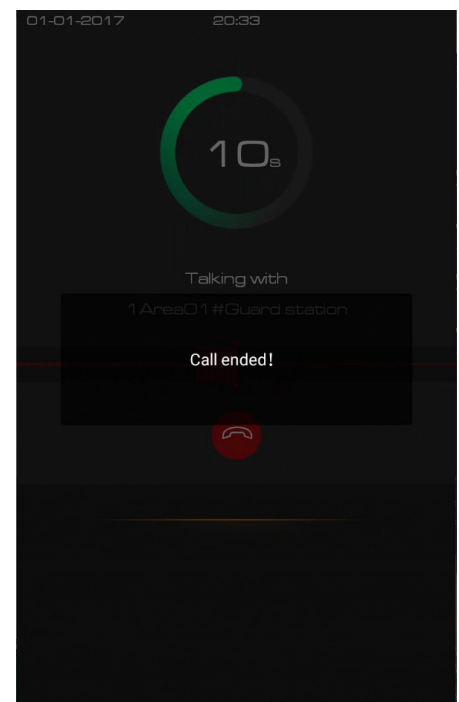 01-01-2017 20:33
10s
Talking with
1Area01#Guard station
Call ended!